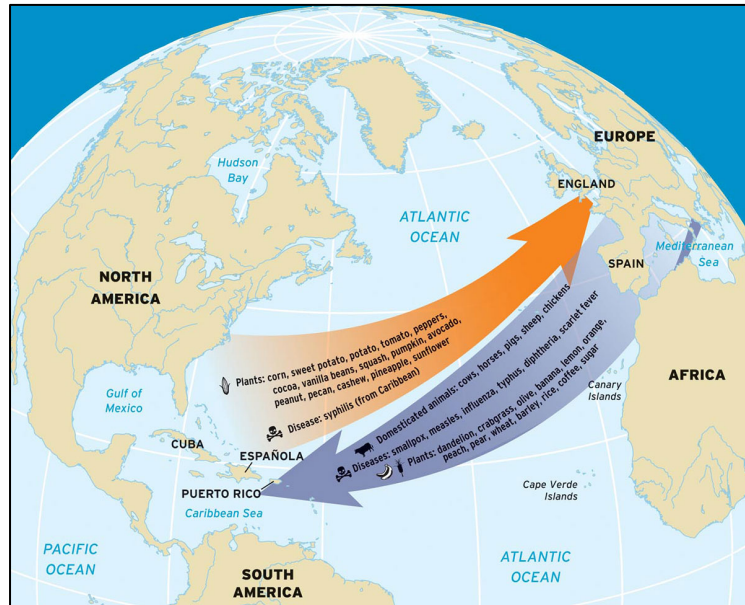 EUROPE
ENGLAND
Hudson
Bay
ATLANTIC
OCEAN
SPAIN
Mediterranean
Sea
NORTH
AMERICA
Plants: corn, sweet potato, potato, tomato, peppers,
cocoa, vanilla beans, squash, pumpkin, avocado,
peanut, pecan, cashew, pineapple, sunflower
Disease: syphilis (from Caribbean)
Domesticated animals: cows, horses, pigs, sheep, chickens
Diseases: smallpox, measles, influenza, typhus, diphtheria, scarlet fever
Plants: dandelion, crabgrass, olive, banana, lemon, orange,
peach, pear, wheat, barley, rice, coffee, sugar
AFRICA
Canary
Islands
Gulf of
Mexico
CUBA
ESPAÑOLA
PUERTO RICO
Caribbean Sea
Cape Verde
Islands
PACIFIC
OCEAN
ATLANTIC
OCEAN
SOUTH
AMERICA